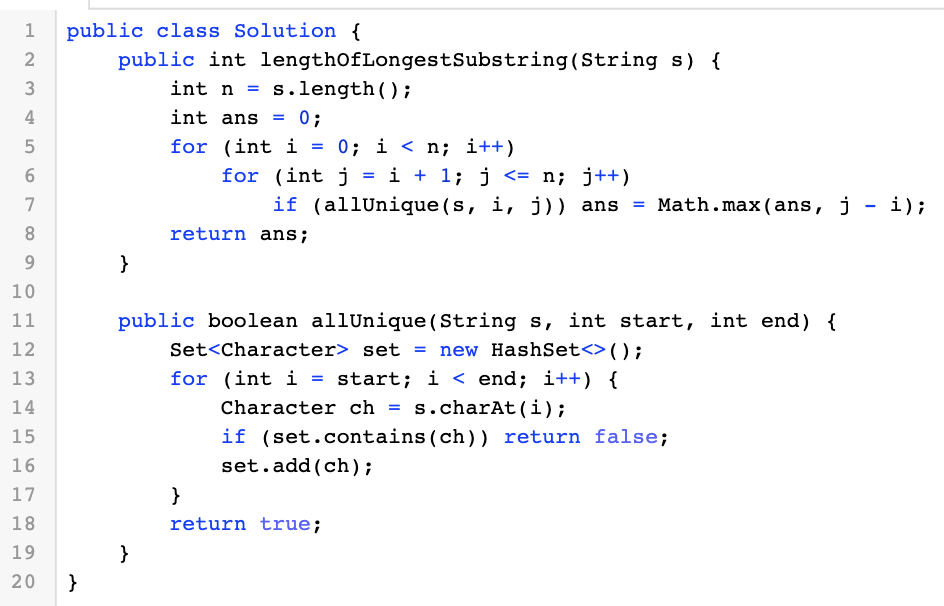 1 public class Solution {
2     public int lengthOfLongestSubstring(String s) {
3         int n = s.length();
4         int ans = 0;
5         for (int i = 0; i < n; i++)
6             for (int j = i + 1; j <= n; j++)
7                 if (allUnique(s, i, j)) ans = Math.max(ans, j - i);
8         return ans;
9     }
10
11     public boolean allUnique(String s, int start, int end) {
12         Set<Character> set = new HashSet<>();
13         for (int i = start; i < end; i++) {
14             Character ch = s.charAt(i);
15             if (set.contains(ch)) return false;
16             set.add(ch);
17         }
18         return true;
19     }
20 }